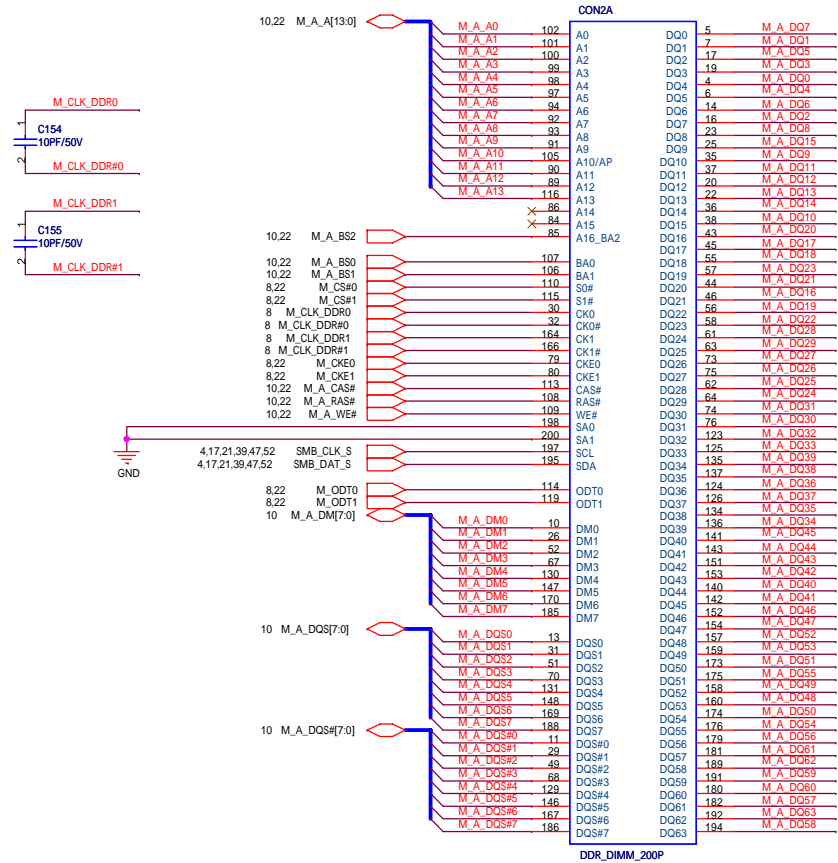 CON2A
10,22 M_A_A[13:0]
M_A_A0 102 A0
M_A_A1 101 A1
M_A_A2 100 A2
M_A_A3 99 A3
M_A_A4 98 A4
M_A_A5 97 A5
M_A_A6 94 A6
M_A_A7 92 A7
M_A_A8 93 A8
M_A_A9 91 A9
M_A_A10 105 A10/AP
M_A_A11 90 A11
M_A_A12 89 A12
M_A_A13 116 A13
86 A14
84 A15
10,22 M_A_BS2 85 A16_BA2
10,22 M_A_BS0 107 BA0
10,22 M_A_BS1 106 BA1
8,22 M_CS#0 110 S0#
8,22 M_CS#1 115 S1#
8 M_CLK_DDR0 30 CK0
8 M_CLK_DDR#0 32 CK0#
8 M_CLK_DDR1 164 CK1
8 M_CLK_DDR#1 166 CK1#
8,22 M_CKE0 79 CKE0
8,22 M_CKE1 80 CKE1
10,22 M_A_CAS# 113 CAS#
10,22 M_A_RAS# 108 RAS#
10,22 M_A_WE# 109 WE#
198 SA0
200 SA1
GND
4,17,21,39,47,52 SMB_CLK_S 197 SCL
4,17,21,39,47,52 SMB_DAT_S 195 SDA
8,22 M_ODT0 114 ODT0
8,22 M_ODT1 119 ODT1
10 M_A_DM[7:0]
M_A_DM0 10 DM0
M_A_DM1 26 DM1
M_A_DM2 52 DM2
M_A_DM3 67 DM3
M_A_DM4 130 DM4
M_A_DM5 147 DM5
M_A_DM6 170 DM6
M_A_DM7 185 DM7
10 M_A_DQS[7:0]
M_A_DQS0 13 DQS0
M_A_DQS1 31 DQS1
M_A_DQS2 51 DQS2
M_A_DQS3 70 DQS3
M_A_DQS4 131 DQS4
M_A_DQS5 148 DQS5
M_A_DQS6 169 DQS6
M_A_DQS7 188 DQS7
10 M_A_DQS#[7:0]
M_A_DQS#0 11 DQS#0
M_A_DQS#1 29 DQS#1
M_A_DQS#2 49 DQS#2
M_A_DQS#3 68 DQS#3
M_A_DQS#4 129 DQS#4
M_A_DQS#5 146 DQS#5
M_A_DQS#6 167 DQS#6
M_A_DQS#7 186 DQS#7
DQ0 5 M_A_DQ7
DQ1 7 M_A_DQ1
DQ2 17 M_A_DQ5
DQ3 19 M_A_DQ3
DQ4 4 M_A_DQ0
DQ5 6 M_A_DQ4
DQ6 14 M_A_DQ6
DQ7 16 M_A_DQ2
DQ8 23 M_A_DQ8
DQ9 25 M_A_DQ15
DQ10 35 M_A_DQ9
DQ11 37 M_A_DQ11
DQ12 20 M_A_DQ12
DQ13 22 M_A_DQ13
DQ14 36 M_A_DQ14
DQ15 38 M_A_DQ10
DQ16 43 M_A_DQ20
DQ17 45 M_A_DQ17
DQ18 55 M_A_DQ18
DQ19 57 M_A_DQ23
DQ20 44 M_A_DQ21
DQ21 46 M_A_DQ16
DQ22 56 M_A_DQ19
DQ23 58 M_A_DQ22
DQ24 61 M_A_DQ28
DQ25 63 M_A_DQ29
DQ26 73 M_A_DQ27
DQ27 75 M_A_DQ26
DQ28 62 M_A_DQ25
DQ29 64 M_A_DQ24
DQ30 74 M_A_DQ31
DQ31 76 M_A_DQ30
DQ32 123 M_A_DQ32
DQ33 125 M_A_DQ33
DQ34 135 M_A_DQ39
DQ35 137 M_A_DQ38
DQ36 124 M_A_DQ36
DQ37 126 M_A_DQ37
DQ38 134 M_A_DQ35
DQ39 136 M_A_DQ34
DQ40 141 M_A_DQ45
DQ41 143 M_A_DQ44
DQ42 151 M_A_DQ43
DQ43 153 M_A_DQ42
DQ44 140 M_A_DQ40
DQ45 142 M_A_DQ41
DQ46 152 M_A_DQ46
DQ47 154 M_A_DQ47
DQ48 157 M_A_DQ52
DQ49 159 M_A_DQ53
DQ50 173 M_A_DQ51
DQ51 175 M_A_DQ55
DQ52 158 M_A_DQ49
DQ53 160 M_A_DQ48
DQ54 174 M_A_DQ50
DQ55 176 M_A_DQ54
DQ56 179 M_A_DQ56
DQ57 181 M_A_DQ61
DQ58 189 M_A_DQ62
DQ59 191 M_A_DQ59
DQ60 180 M_A_DQ60
DQ61 182 M_A_DQ57
DQ62 192 M_A_DQ63
DQ63 194 M_A_DQ58
DDR_DIMM_200P
M_CLK_DDR0
1
C154
10PF/50V
2
M_CLK_DDR#0
M_CLK_DDR1
1
C155
10PF/50V
2
M_CLK_DDR#1